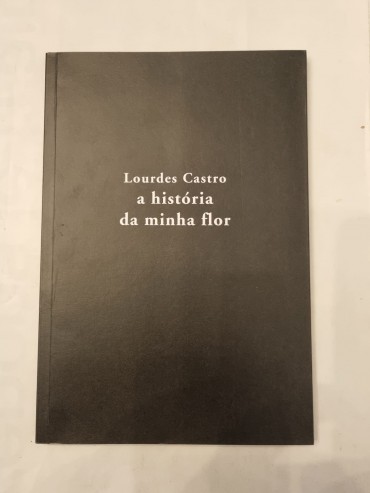 Lourdes Castro
a história
da minha flor